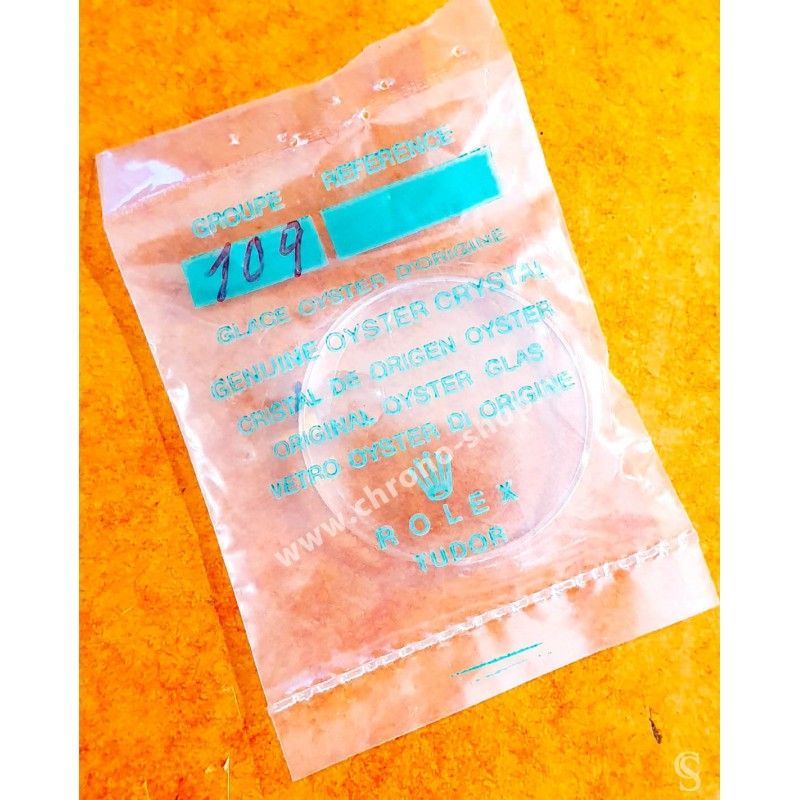 GROUPE REFERENCE
109
GLACE OYSTER D'ORIGINE
GENUINE OYSTER CRYSTAL
CRISTAL DE ORIGEN OYSTER
ORIGINAL OYSTER GLAS
VETRO OYSTER DI ORIGINE
ROLEX
TUDOR
www.chrono-shop